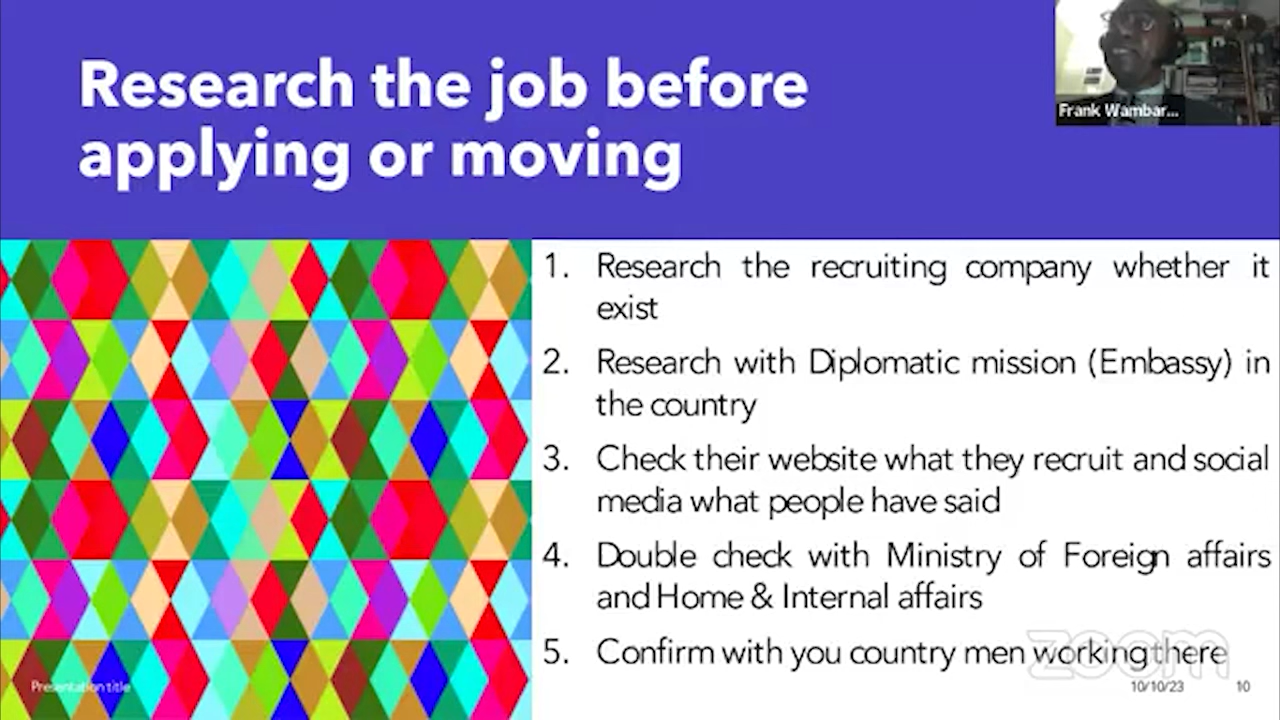 Research the job before
applying or moving
Frank Wambar...
1. Research the recruiting company whether it
exist
2. Research with Diplomatic mission (Embassy) in
the country
3. Check their website what they recruit and social
media what people have said
4. Double check with Ministry of Foreign affairs
and Home & Internal affairs
5. Confirm with you country men working there
zoom
Presentation title
10/10/23
10